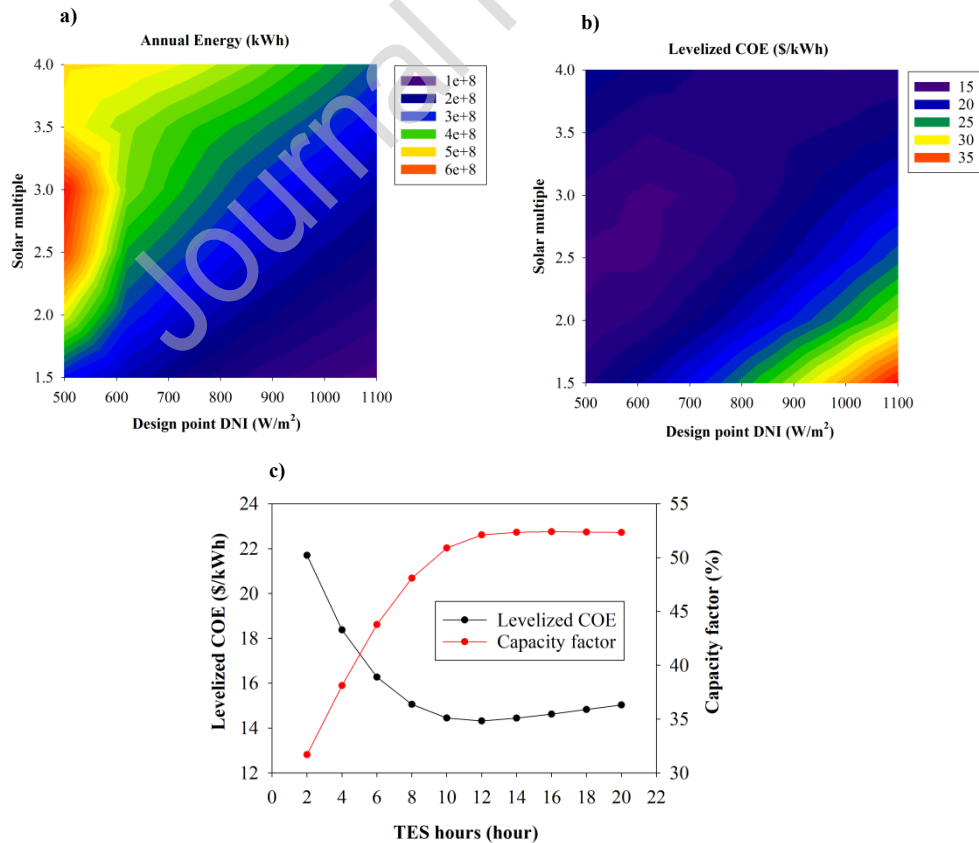 a)
Annual Energy (kWh)
4.0
3.5
3.0
2.5
2.0
1.5
Solar multiple
500 600 700 800 900 1000 1100
Design point DNI (W/m²)
1e+8
2e+8
3e+8
4e+8
5e+8
6e+8
Journal
b)
Levelized COE ($/kWh)
4.0
3.5
3.0
2.5
2.0
1.5
Solar multiple
500 600 700 800 900 1000 1100
Design point DNI (W/m²)
15
20
25
30
35
c)
24
22
20
18
16
14
12
Levelized COE ($/kWh)
0 2 4 6 8 10 12 14 16 18 20 22
TES hours (hour)
Levelized COE
Capacity factor
55
50
45
40
35
30
Capacity factor (%)